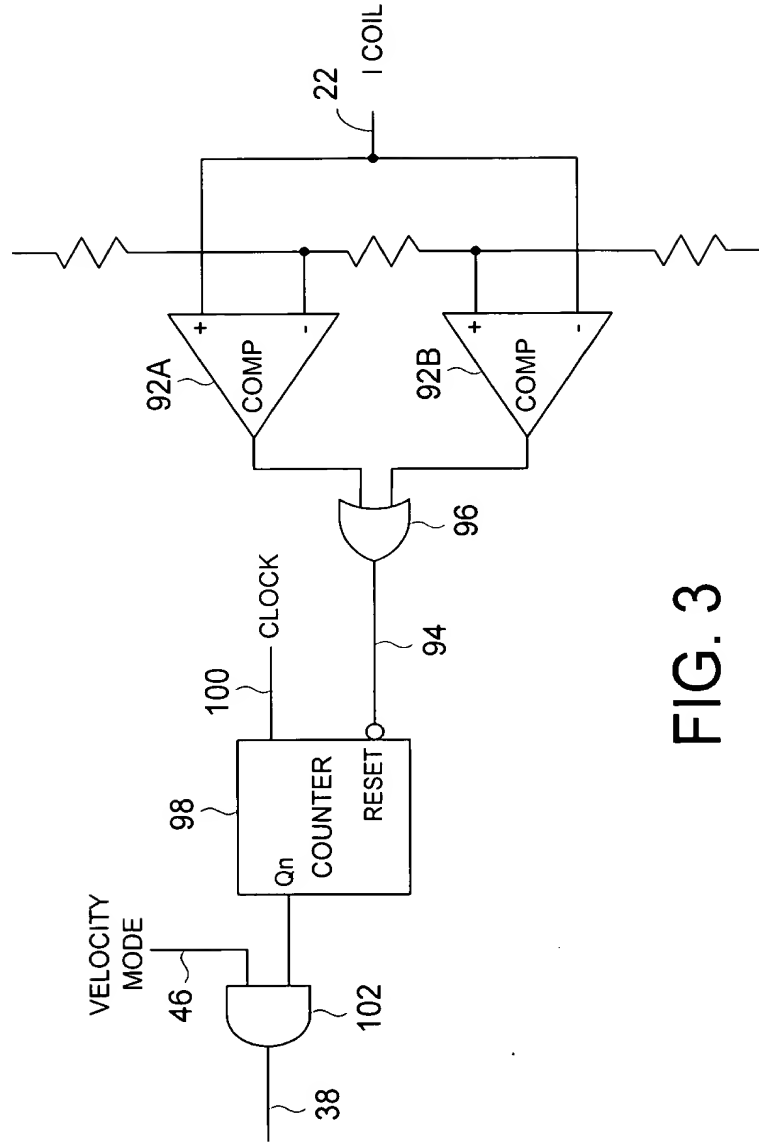 I COIL
22
+
-
COMP
92A
+
-
COMP
92B
96
94
CLOCK
100
98
Qn
COUNTER
RESET
VELOCITY
MODE
46
102
38
FIG. 3